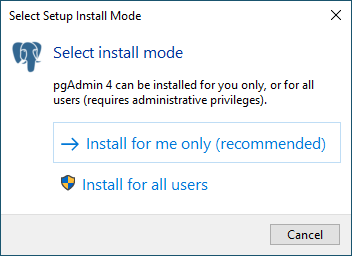 Select Setup Install Mode
Select install mode
pgAdmin 4 can be installed for you only, or for all
users (requires administrative privileges).
Install for me only (recommended)
Install for all users
Cancel